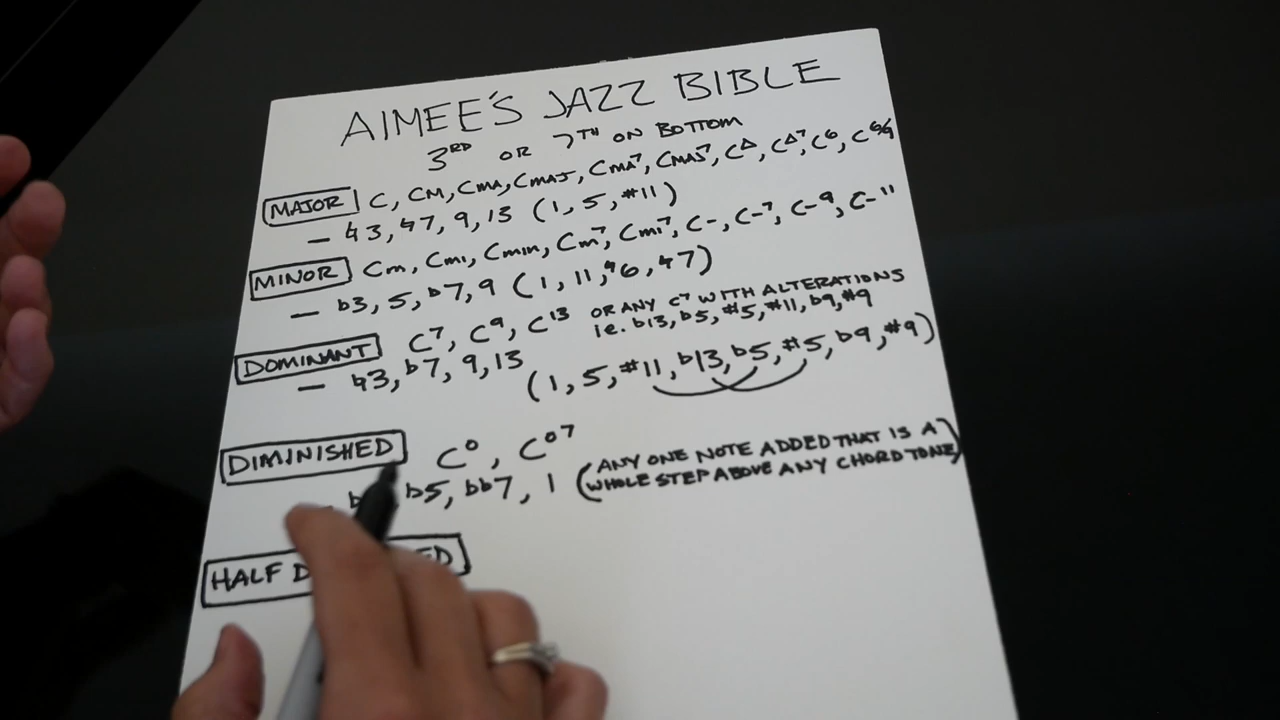 AIMEE'S JAZZ BIBLE
3RD OR 7TH ON BOTTOM
MAJOR C, CM, CMA, CMAJ, CMA7, CMAJ7, C△, C△7, C6, C6/9
– ♮3, ♮7, 9, 13 (1, 5, #11)
MINOR Cm, Cmi, Cmin, Cm7, Cmi7, C-, C-7, C-9, C-11
– b3, 5, b7, 9 (1, 11, ♮6, ♮7)
DOMINANT C7, C9, C13 OR ANY C7 WITH ALTERATIONS
ie. b13, b5, #5, #11, b9, #9
– ♮3, b7, 9, 13 (1, 5, #11, b13, b5, #5, b9, #9)
DIMINISHED C°, C°7 (ANY ONE NOTE ADDED THAT IS A
– b5, bb7, 1 WHOLE STEP ABOVE ANY CHORD TONE)
HALF